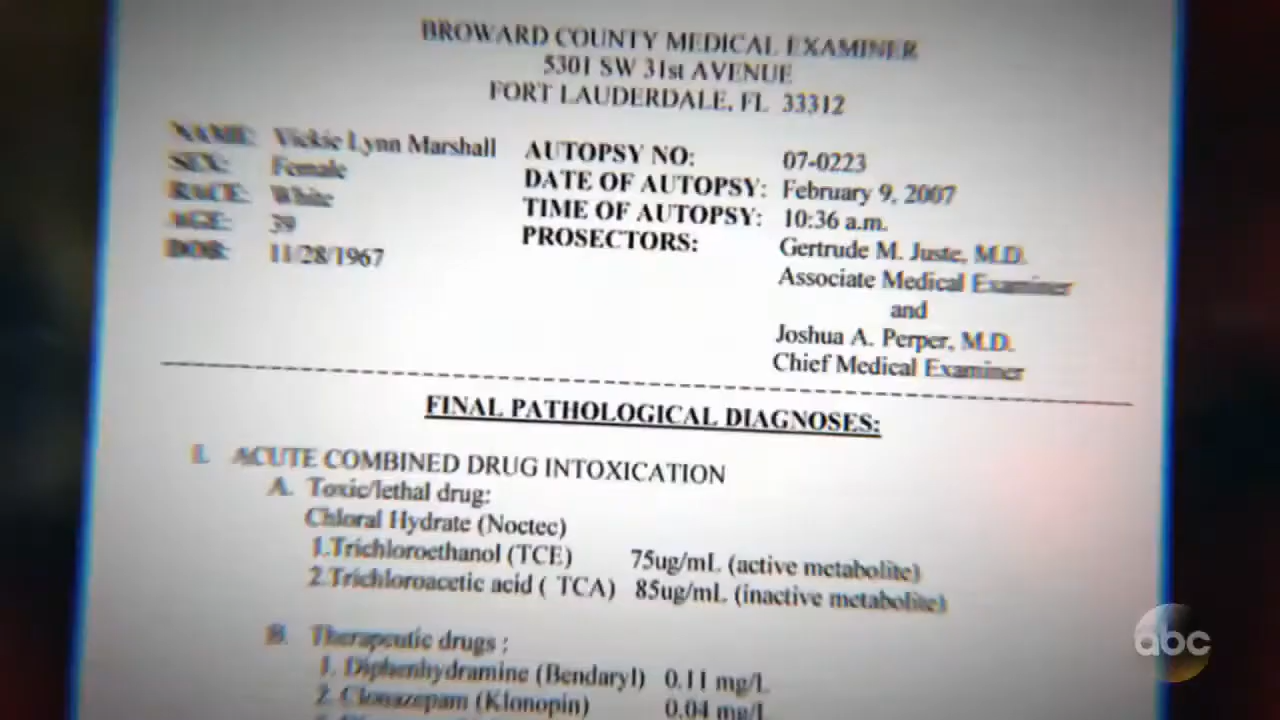 BROWARD COUNTY MEDICAL EXAMINER
5301 SW 31st AVENUE
FORT LAUDERDALE, FL 33312
NAME: Vickie Lynn Marshall
SEX: Female
RACE: White
AGE: 39
DOB: 11/28/1967
AUTOPSY NO: 07-0223
DATE OF AUTOPSY: February 9, 2007
TIME OF AUTOPSY: 10:36 a.m.
PROSECTORS: Gertrude M. Juste, M.D.
Associate Medical Examiner
and
Joshua A. Perper, M.D.
Chief Medical Examiner
FINAL PATHOLOGICAL DIAGNOSES:
I. ACUTE COMBINED DRUG INTOXICATION
A. Toxic/lethal drug:
Chloral Hydrate (Noctec)
1.Trichloroethanol (TCE) 75ug/mL (active metabolite)
2.Trichloroacetic acid ( TCA) 85ug/mL (inactive metabolite)
B. Therapeutic drugs :
1. Diphenhydramine (Bendaryl) 0.11 mg/L
2. Clonazepam (Klonopin) 0.04 mg/L
abc